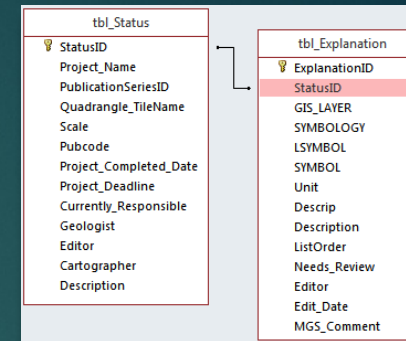 tbl_Status
StatusID
Project_Name
PublicationSeriesID
Quadrangle_TileName
Scale
Pubcode
Project_Completed_Date
Project_Deadline
Currently_Responsible
Geologist
Editor
Cartographer
Description
tbl_Explanation
ExplanationID
StatusID
GIS_LAYER
SYMBOLOGY
LSYMBOL
SYMBOL
Unit
Descrip
Description
ListOrder
Needs_Review
Editor
Edit_Date
MGS_Comment